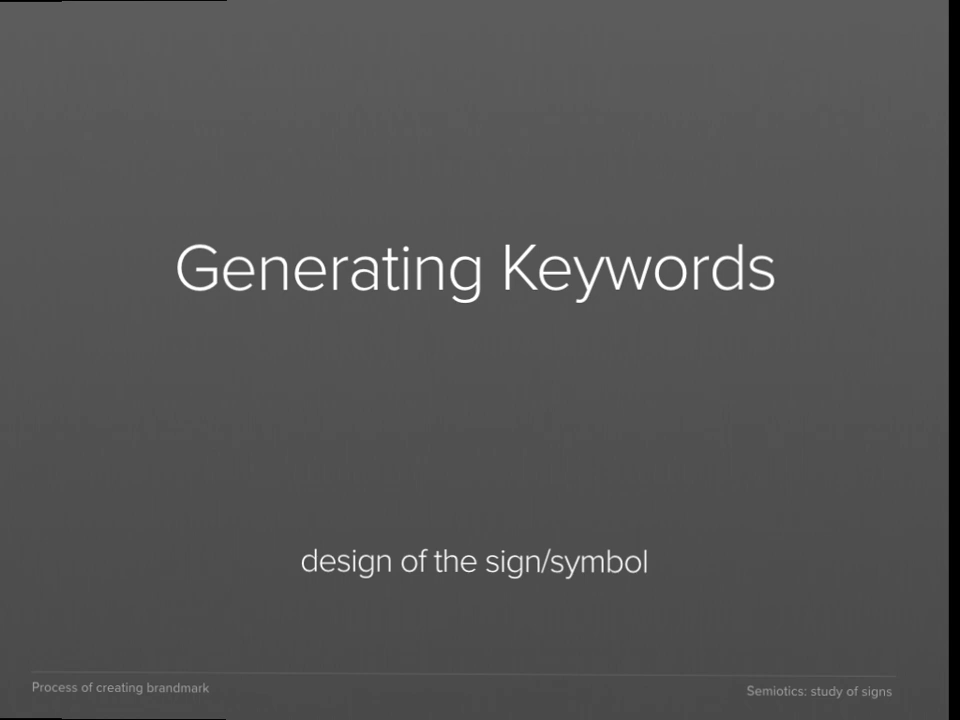 Generating Keywords
design of the sign/symbol
Process of creating brandmark
Semiotics: study of signs